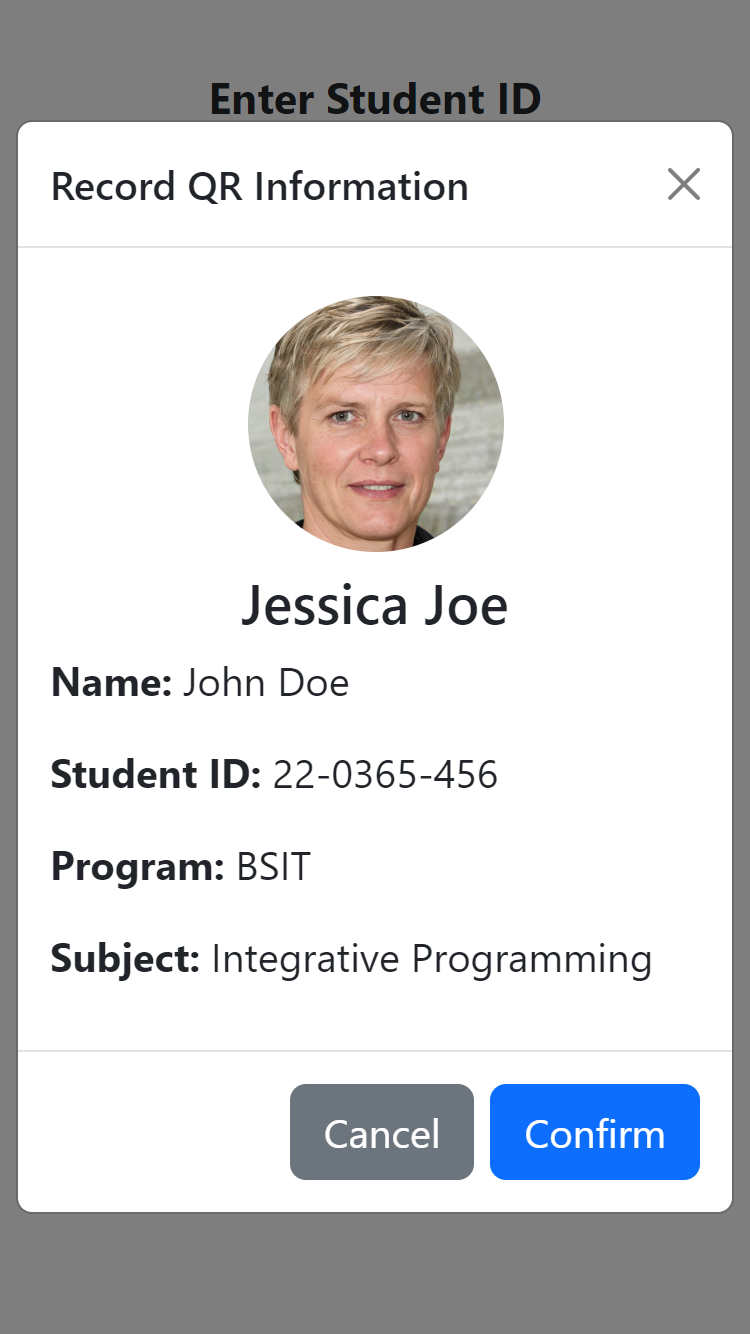 Enter Student ID
Record QR Information
Jessica Joe
Name: John Doe
Student ID: 22-0365-456
Program: BSIT
Subject: Integrative Programming
Cancel Confirm